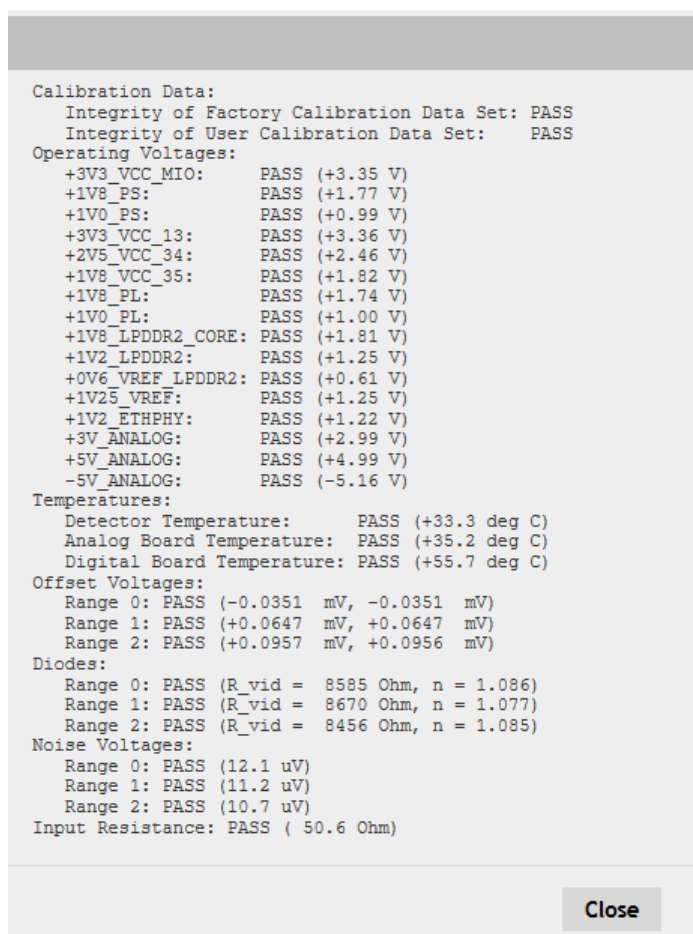 Calibration Data:
Integrity of Factory Calibration Data Set: PASS
Integrity of User Calibration Data Set: PASS
Operating Voltages:
+3V3_VCC_MIO: PASS (+3.35 V)
+1V8_PS: PASS (+1.77 V)
+1V0_PS: PASS (+0.99 V)
+3V3_VCC_13: PASS (+3.36 V)
+2V5_VCC_34: PASS (+2.46 V)
+1V8_VCC_35: PASS (+1.82 V)
+1V8_PL: PASS (+1.74 V)
+1V0_PL: PASS (+1.00 V)
+1V8_LPDDR2_CORE: PASS (+1.81 V)
+1V2_LPDDR2: PASS (+1.25 V)
+0V6_VREF_LPDDR2: PASS (+0.61 V)
+1V25_VREF: PASS (+1.25 V)
+1V2_ETHPHY: PASS (+1.22 V)
+3V_ANALOG: PASS (+2.99 V)
+5V_ANALOG: PASS (+4.99 V)
-5V_ANALOG: PASS (-5.16 V)
Temperatures:
Detector Temperature: PASS (+33.3 deg C)
Analog Board Temperature: PASS (+35.2 deg C)
Digital Board Temperature: PASS (+55.7 deg C)
Offset Voltages:
Range 0: PASS (-0.0351 mV, -0.0351 mV)
Range 1: PASS (+0.0647 mV, +0.0647 mV)
Range 2: PASS (+0.0957 mV, +0.0956 mV)
Diodes:
Range 0: PASS (R_vid = 8585 Ohm, n = 1.086)
Range 1: PASS (R_vid = 8670 Ohm, n = 1.077)
Range 2: PASS (R_vid = 8456 Ohm, n = 1.085)
Noise Voltages:
Range 0: PASS (12.1 uV)
Range 1: PASS (11.2 uV)
Range 2: PASS (10.7 uV)
Input Resistance: PASS ( 50.6 Ohm)
Close